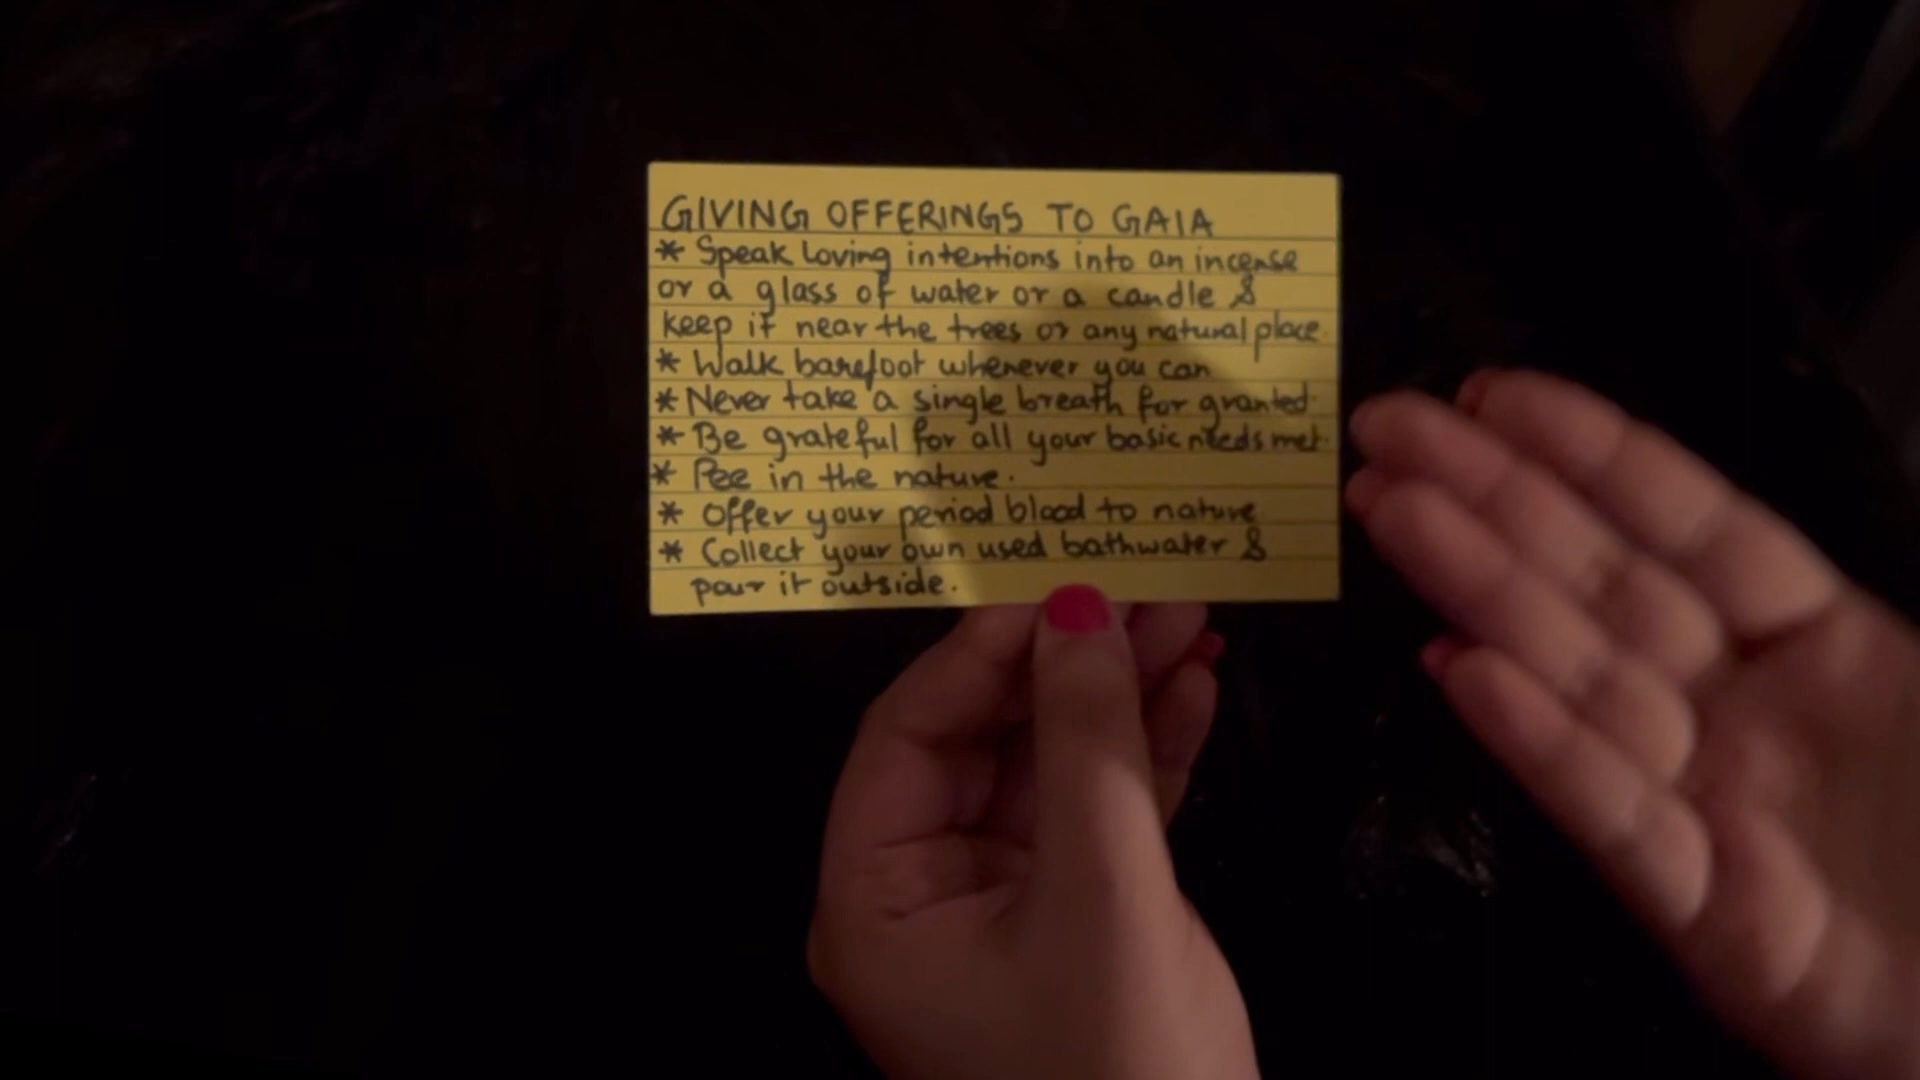 GIVING OFFERINGS TO GAIA
* Speak loving intentions into an incense
or a glass of water or a candle &
keep it near the trees or any natural place.
* Walk barefoot whenever you can
* Never take a single breath for granted.
* Be grateful for all your basic needs met.
* Pee in the nature.
* Offer your period blood to nature
* Collect your own used bathwater &
pour it outside.